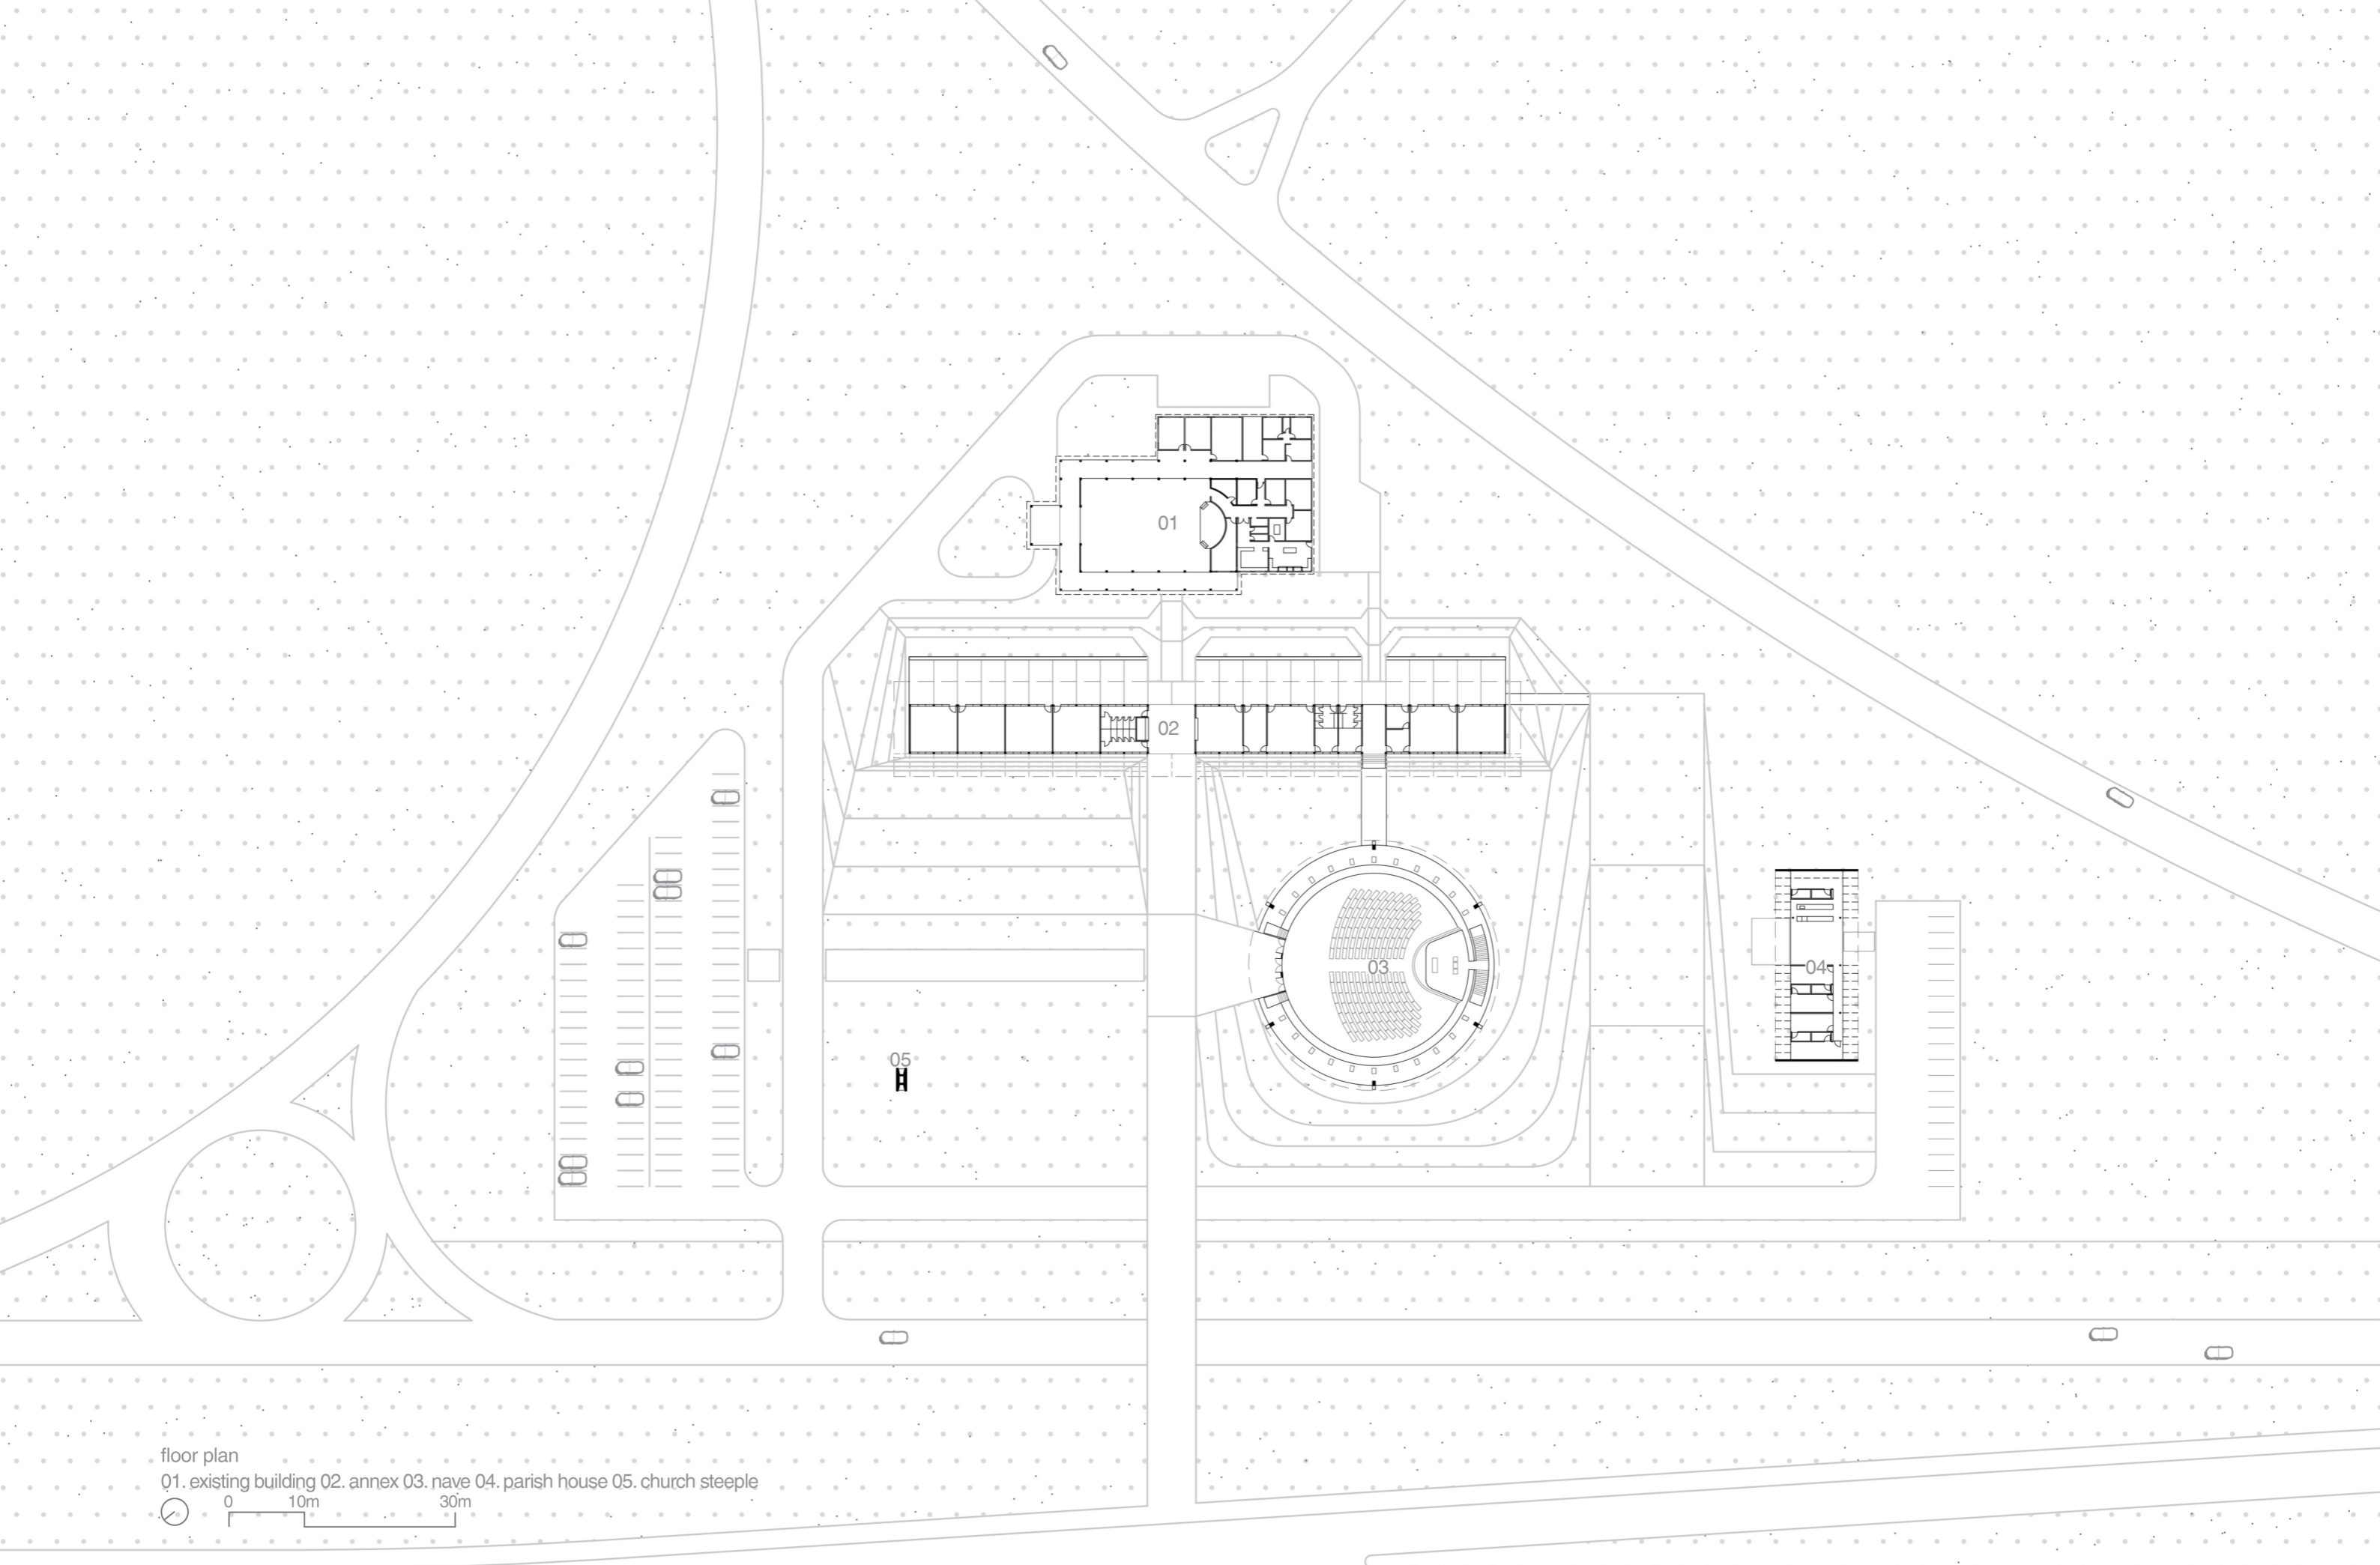 01
02
03
04
05
floor plan
01. existing building 02. annex 03. nave 04. parish house 05. church steeple
0 10m 30m